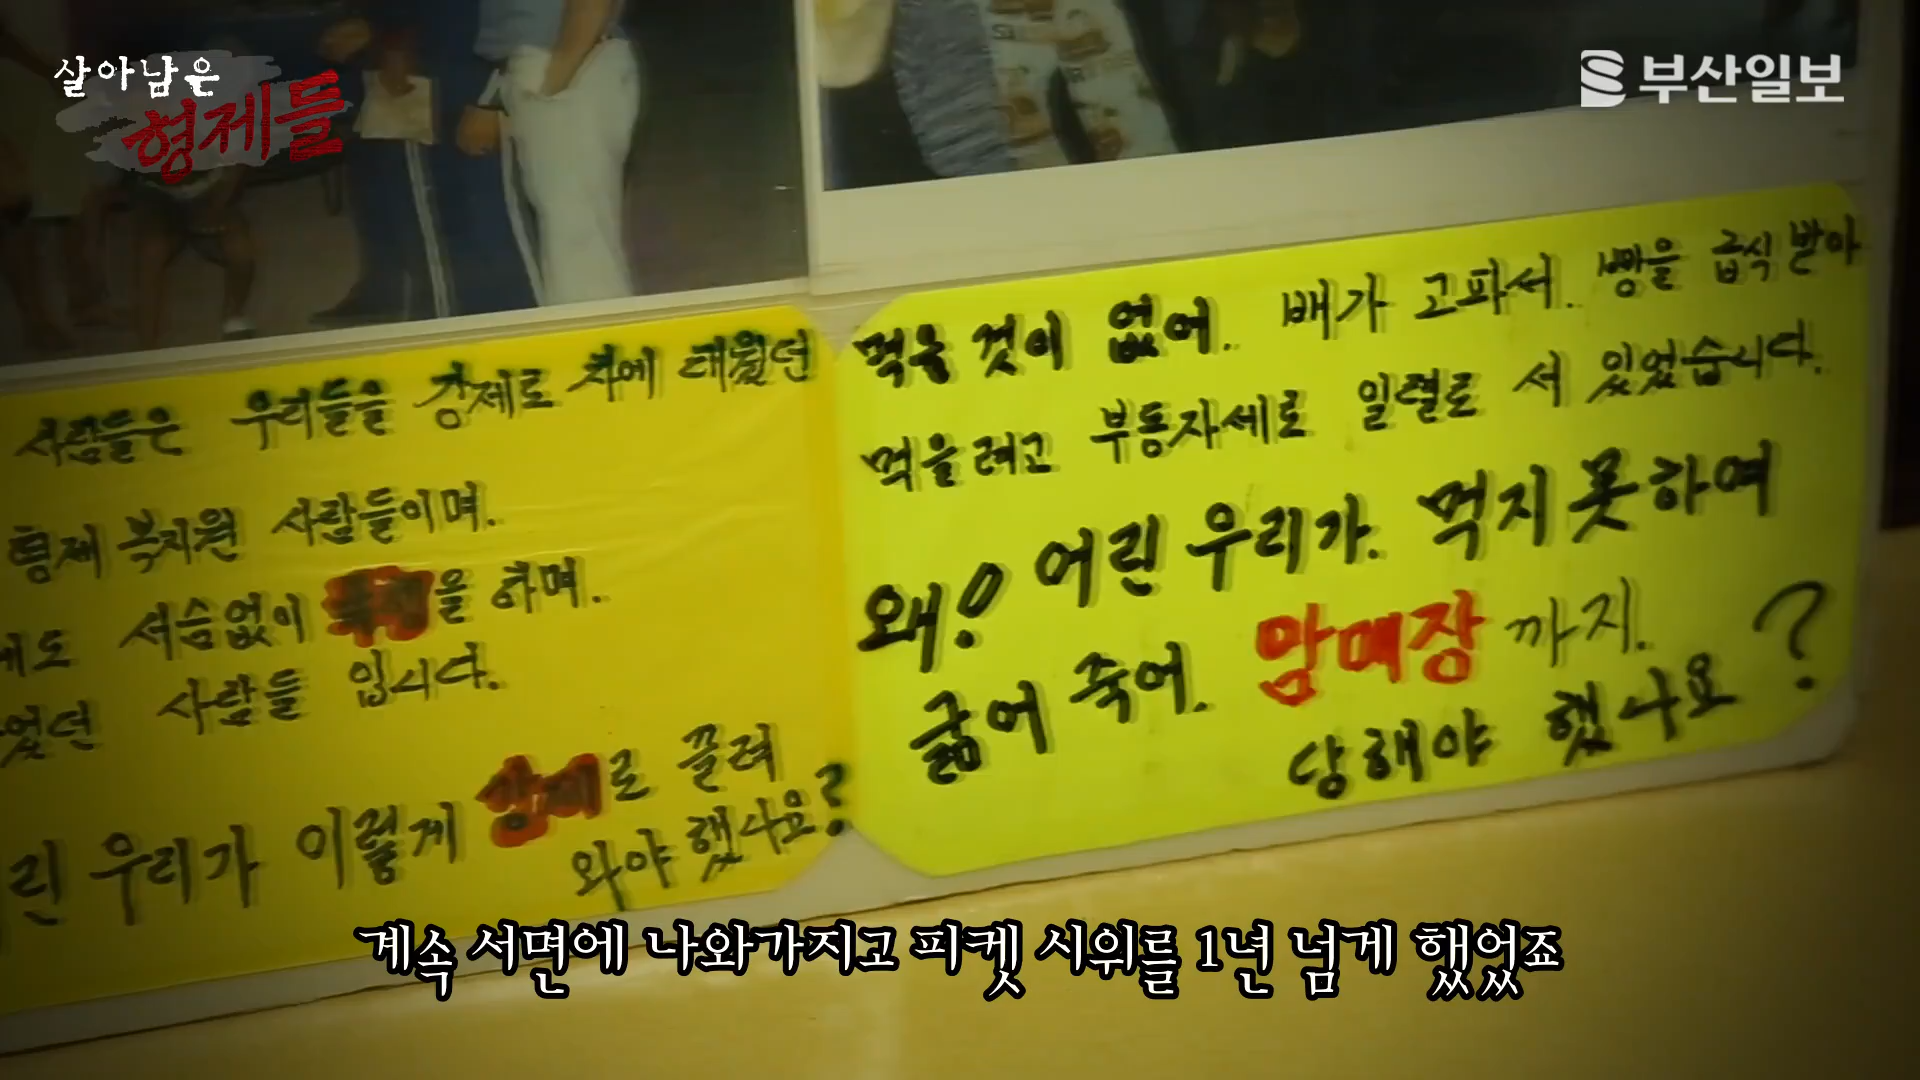 살아남은
형제들
부산일보
사람들은 우리들을 강제로 차에 태웠던
형제 복지원 사람들이며.
서슴없이 을 하며.
사람들 입니다.
우리가 이렇게 강제로 끌려
와야 했나요?
먹을 것이 없어. 배가 고파서. 빵을 급식 받아
먹을려고 부동자세로 일렬로 서 있었습니다.
왜! 어린 우리가. 먹지 못하여
굶어 죽어. 암매장 까지.
당해야 했나요?
계속 서면에 나와가지고 피켓 시위를 1년 넘게 했었죠